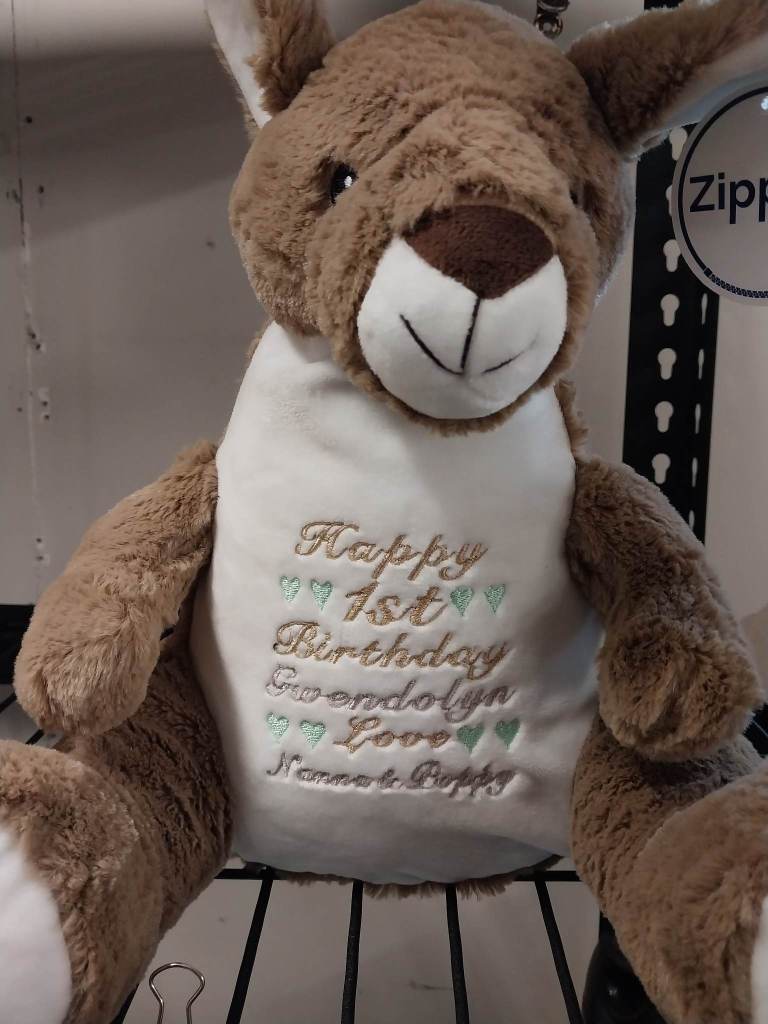 Zipp
Happy
1st
Birthday
Gwendolyn
Love
Nanna & Poppy